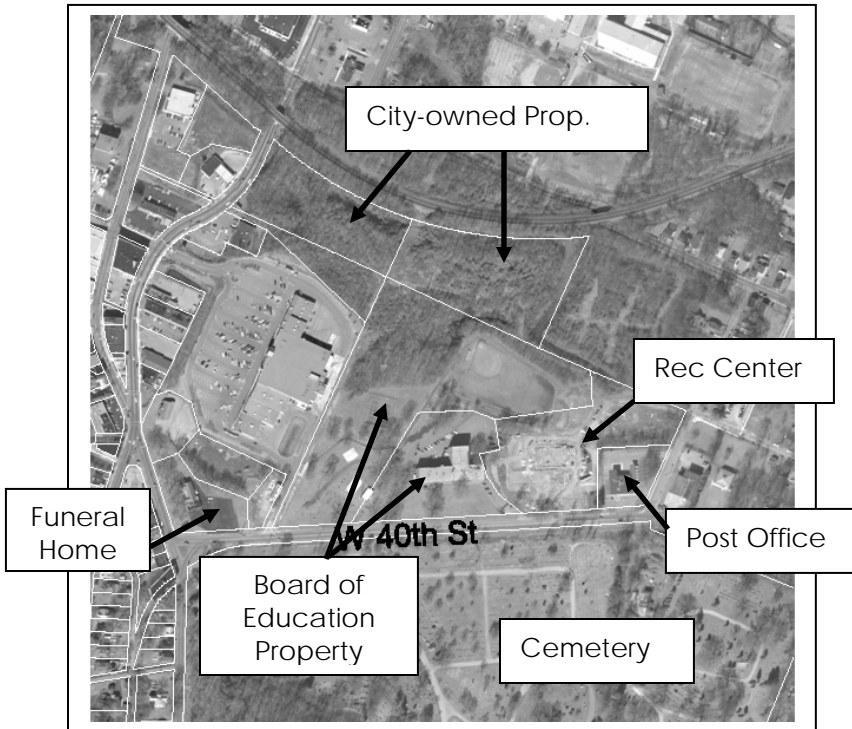 City-owned Prop.
Rec Center
Funeral
Home
W 40th St
Post Office
Board of
Education
Property
Cemetery